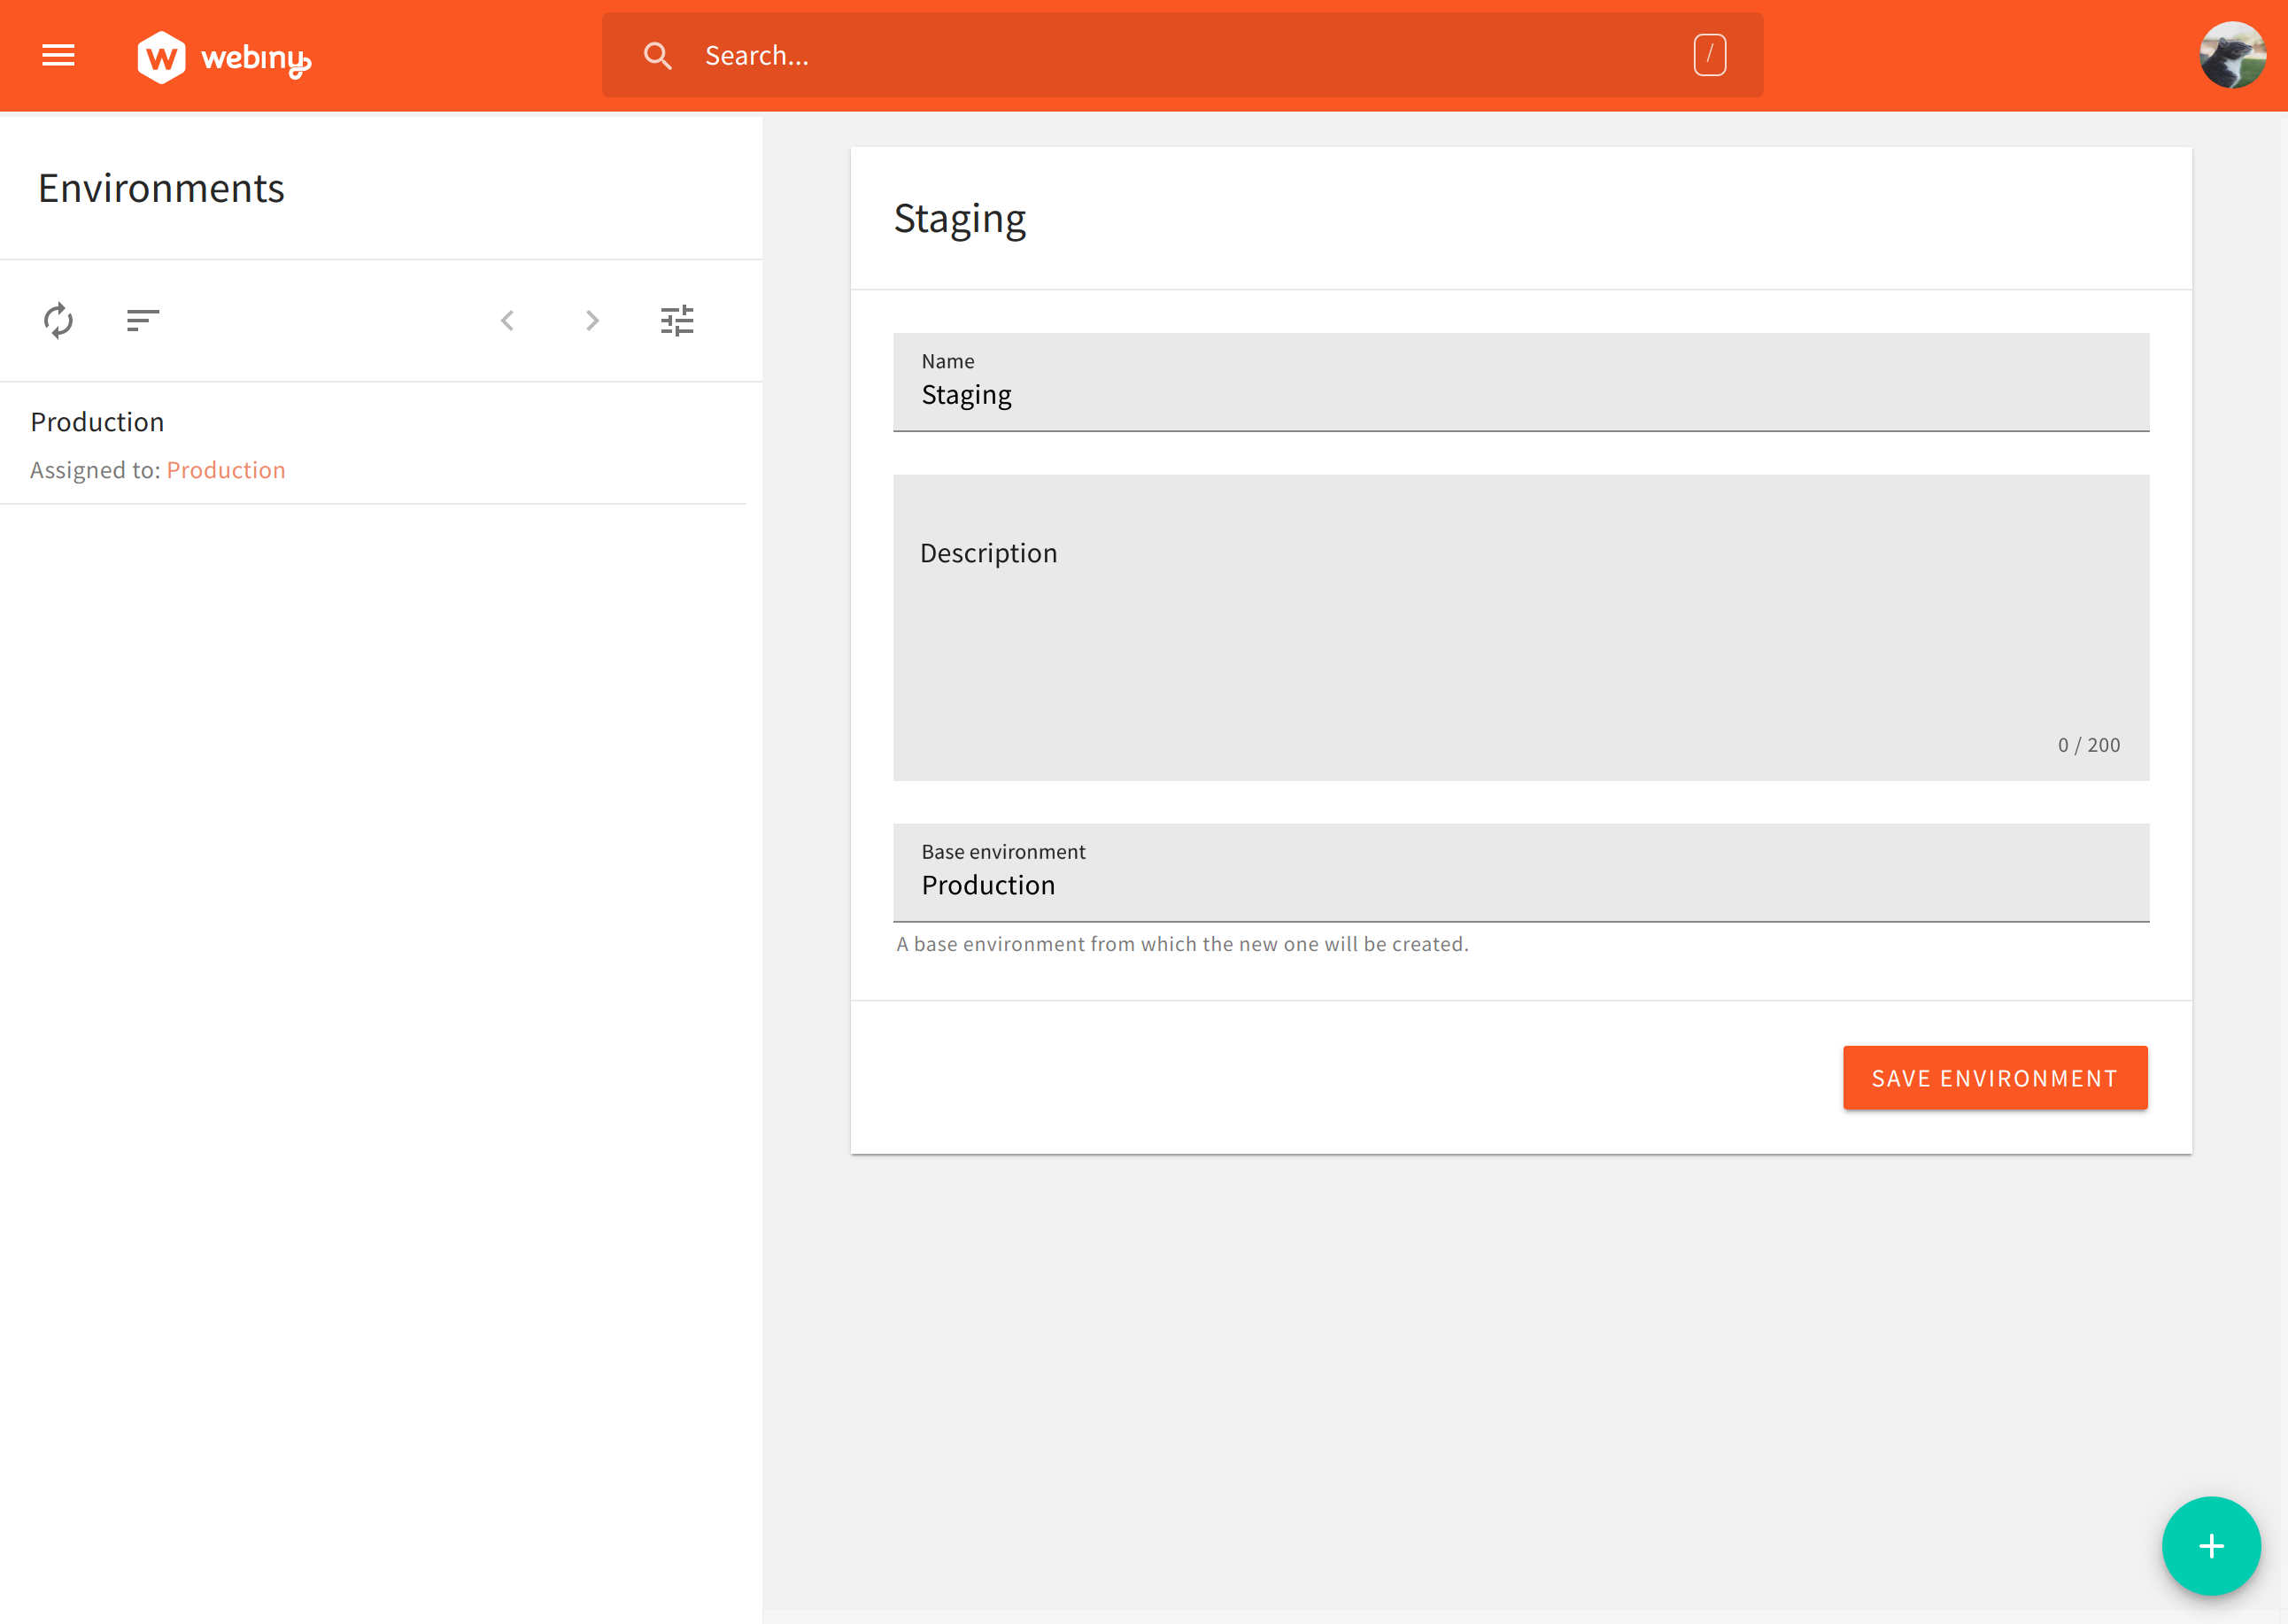 webiny
Search...
/
Environments
Production
Assigned to: Production
Staging
Name
Staging
Description
0 / 200
Base environment
Production
A base environment from which the new one will be created.
SAVE ENVIRONMENT